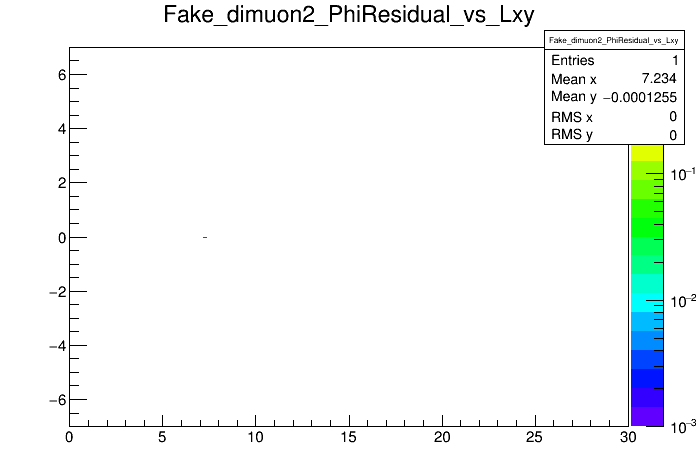 Fake_dimuon2_PhiResidual_vs_Lxy
Fake_dimuon2_PhiResidual_vs_Lxy
Entries 1
Mean x 7.234
Mean y −0.0001255
RMS x 0
RMS y 0
6
4
2
0
−2
−4
−6
0 5 10 15 20 25 30
10−1
10−2
10−3